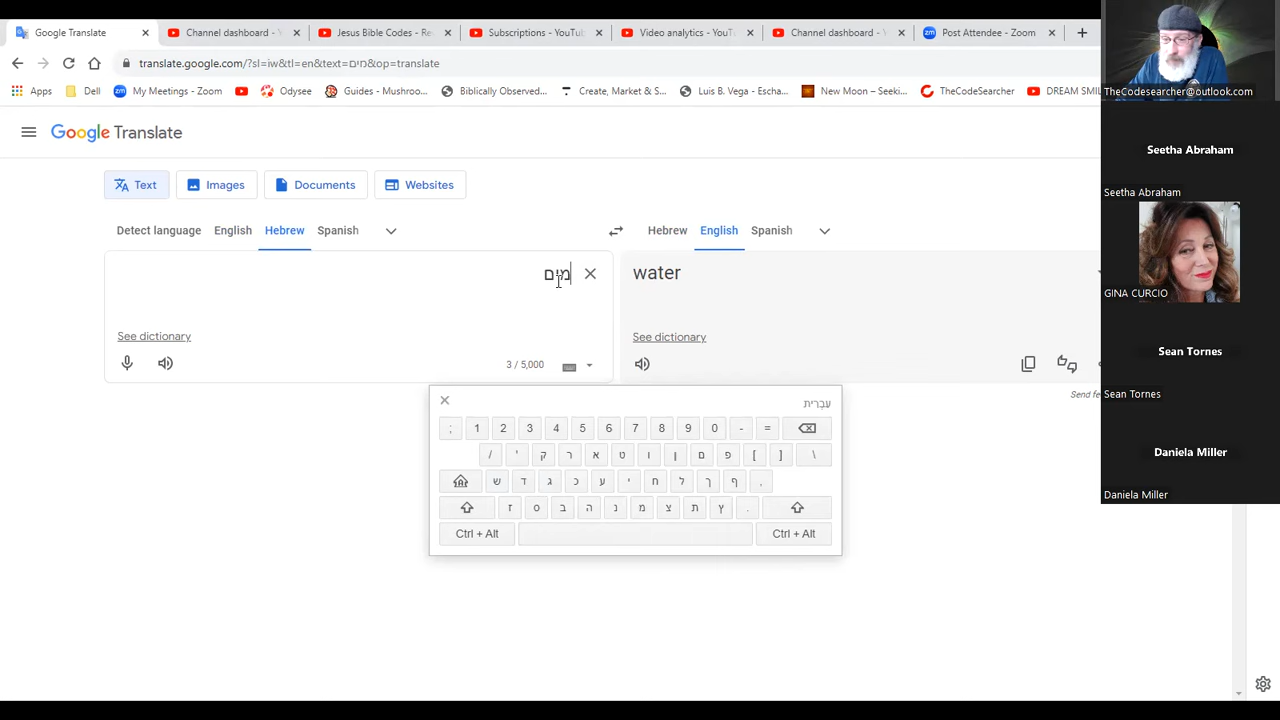 Google Translate
Channel dashboard - Y
Jesus Bible Codes - Re
Subscriptions - YouTub
Video analytics - YouT
Channel dashboard - Y
Post Attendee - Zoom
translate.google.com/?sl=iw&tl=en&text=מים&op=translate
Apps
Dell
My Meetings - Zoom
Odysee
Guides - Mushroo...
Biblically Observed...
Create, Market & S...
Luis B. Vega - Escha...
New Moon – Seeki...
TheCodesearcher
DREAM SMIL
TheCodeSearcher@outlook.com
Google Translate
Seetha Abraham
Seetha Abraham
Text
Images
Documents
Websites
Detect language
English
Hebrew
Spanish
Hebrew
English
Spanish
מים
water
GINA CURCIO
See dictionary
See dictionary
3 / 5,000
Sean Tornes
Sean Tornes
Send fe
עברית
; 1 2 3 4 5 6 7 8 9 0 - =
/ ' ק ר א ט ו ן ם פ [ ] \
ש ד ג כ ע י ח ל ך ף ,
ז ס ב ה נ מ צ ת ץ .
Ctrl + Alt
Ctrl + Alt
Daniela Miller
Daniela Miller